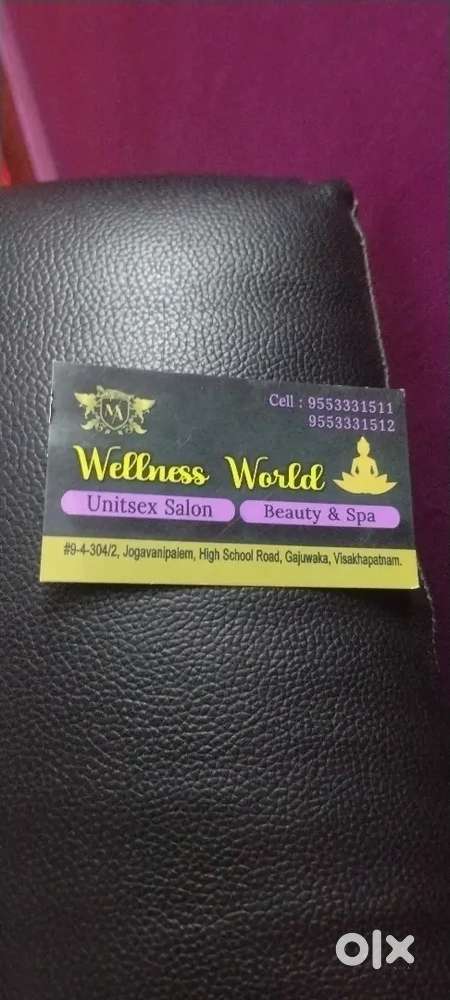 MA
Cell : 9553331511
9553331512
Wellness World
Unitsex Salon
Beauty & Spa
#9-4-304/2, Jogavanipalem, High School Road, Gajuwaka, Visakhapatnam.
olx